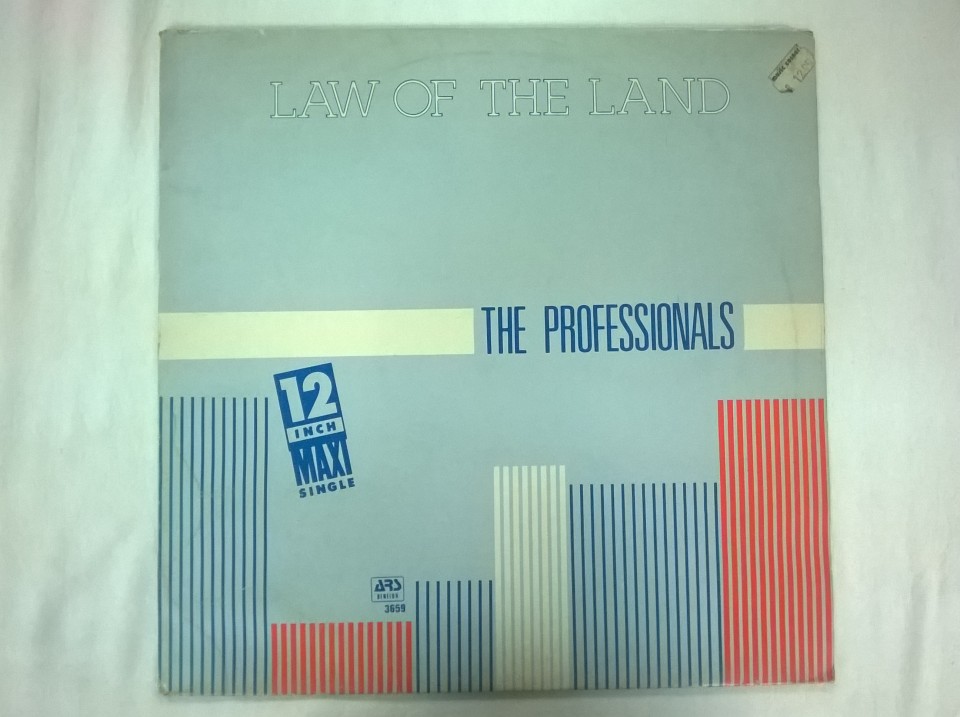 LAW OF THE LAND
THE PROFESSIONALS
12
INCH
MAXI
SINGLE
ARS
3659